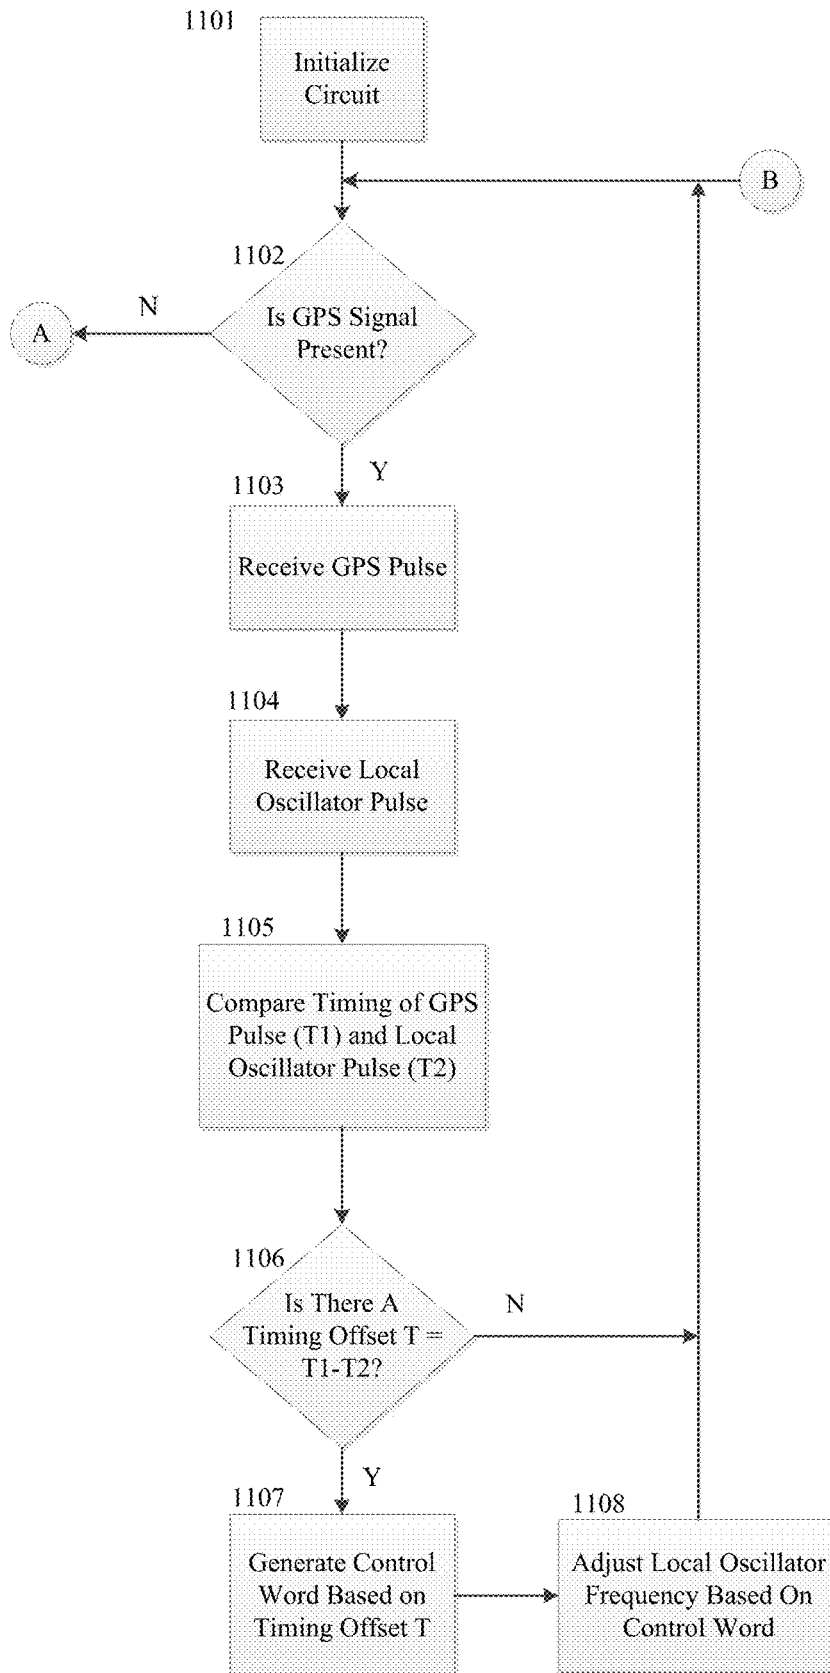 1101
Initialize
Circuit
B
1102
N
A
Is GPS Signal
Present?
Y
1103
Receive GPS Pulse
1104
Receive Local
Oscillator Pulse
1105
Compare Timing of GPS
Pulse (T1) and Local
Oscillator Pulse (T2)
1106
Is There A
Timing Offset T =
T1-T2?
N
Y
1107
Generate Control
Word Based on
Timing Offset T
1108
Adjust Local Oscillator
Frequency Based On
Control Word